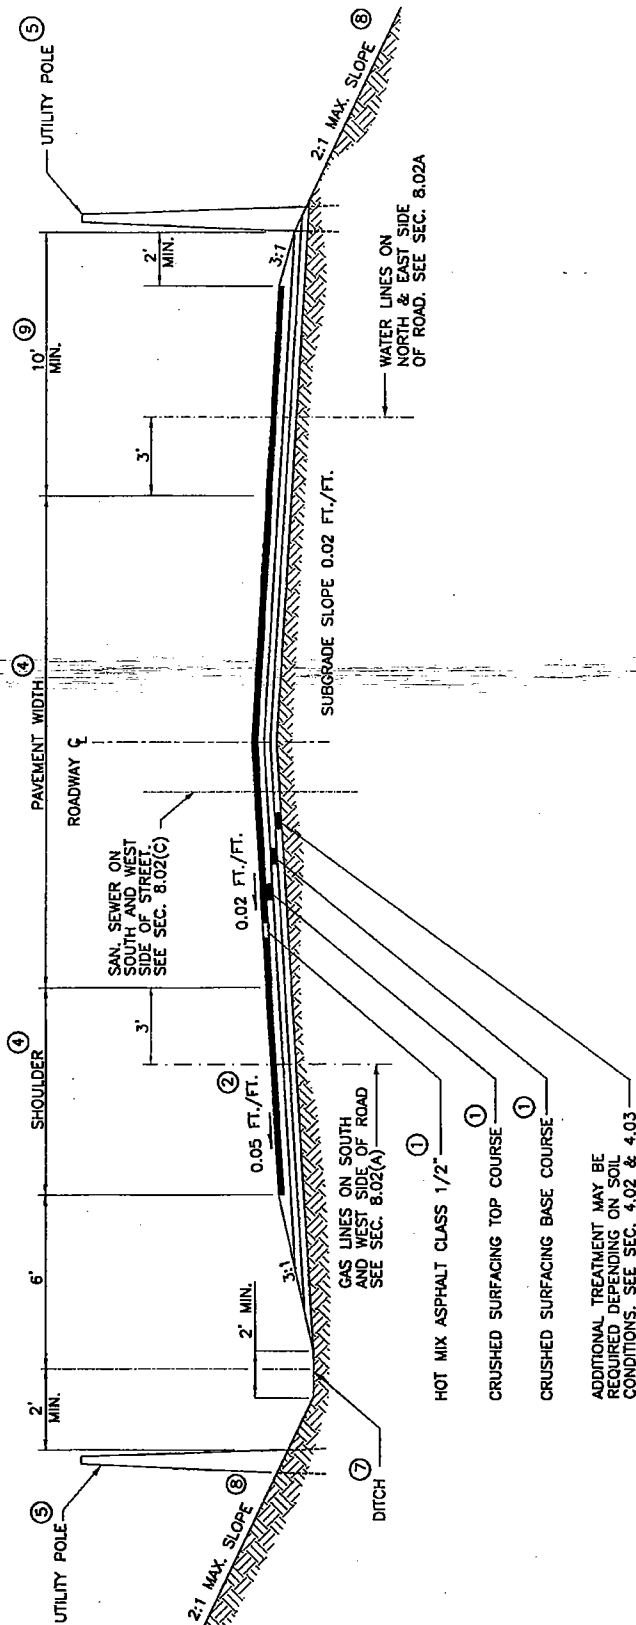 UTILITY POLE 5
2'
MIN.
6'
SHOULDER 4
PAVEMENT WIDTH 4
10' 9
MIN.
2'
MIN.
UTILITY POLE 5
2:1 MAX. SLOPE 8
2' MIN.
3:1
0.05 FT./FT. 2
3'
SAN. SEWER ON
SOUTH AND WEST
SIDE OF STREET.
SEE SEC. 8.02(C)
0.02 FT./FT.
ROADWAY ℄
3'
3:1
2:1 MAX. SLOPE 8
DITCH 7
GAS LINES ON SOUTH
AND WEST SIDE OF ROAD
SEE SEC. 8.02(A)
SUBGRADE SLOPE 0.02 FT./FT.
WATER LINES ON
NORTH & EAST SIDE
OF ROAD. SEE SEC. 8.02A
HOT MIX ASPHALT CLASS 1/2" 1
CRUSHED SURFACING TOP COURSE 1
CRUSHED SURFACING BASE COURSE 1
ADDITIONAL TREATMENT MAY BE
REQUIRED DEPENDING ON SOIL
CONDITIONS. SEE SEC. 4.02 & 4.03